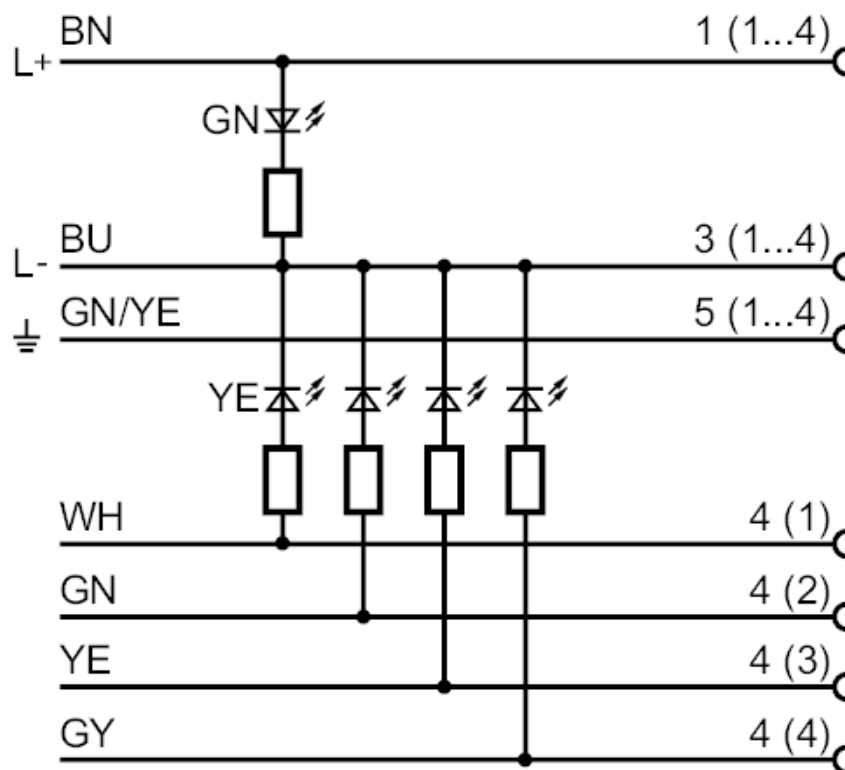 BN 1 (1...4)
L+
GN
BU 3 (1...4)
L-
GN/YE 5 (1...4)
YE
WH 4 (1)
GN 4 (2)
YE 4 (3)
GY 4 (4)